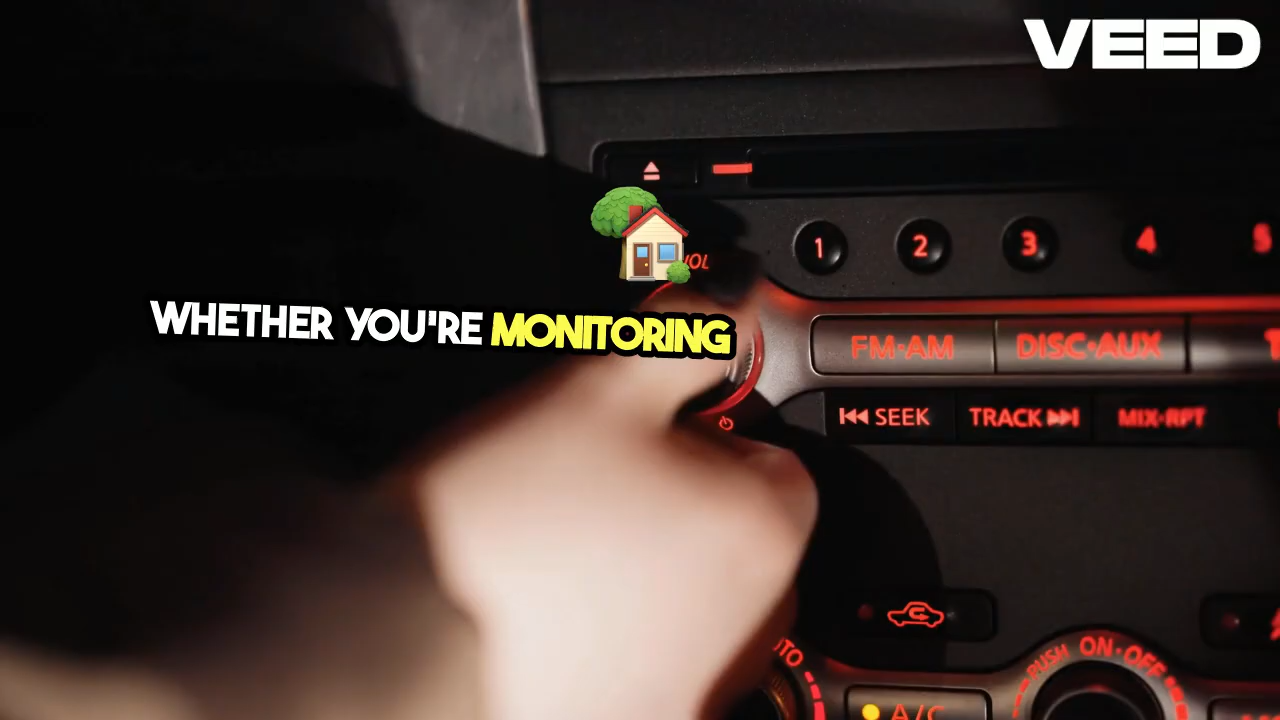 VEED
VOL
1 2 3 4 5
WHETHER YOU'RE MONITORING
FM·AM DISC·AUX
SEEK TRACK MIX·RPT
PUSH ON·OFF
A/C